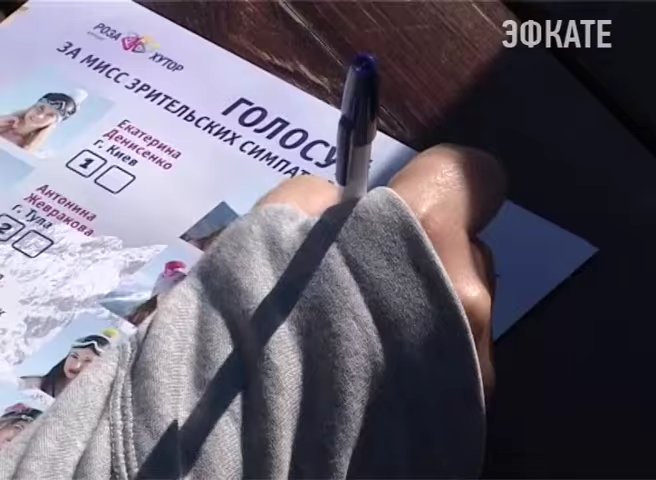 ЭФКАТЕ
РОЗА
ХУТОР
ГОЛОСУ
ЗА МИСС ЗРИТЕЛЬСКИХ СИМПАТ
Екатерина
Денисенко
г. Киев
1
Антонина
Жевракова
г. Тула
2